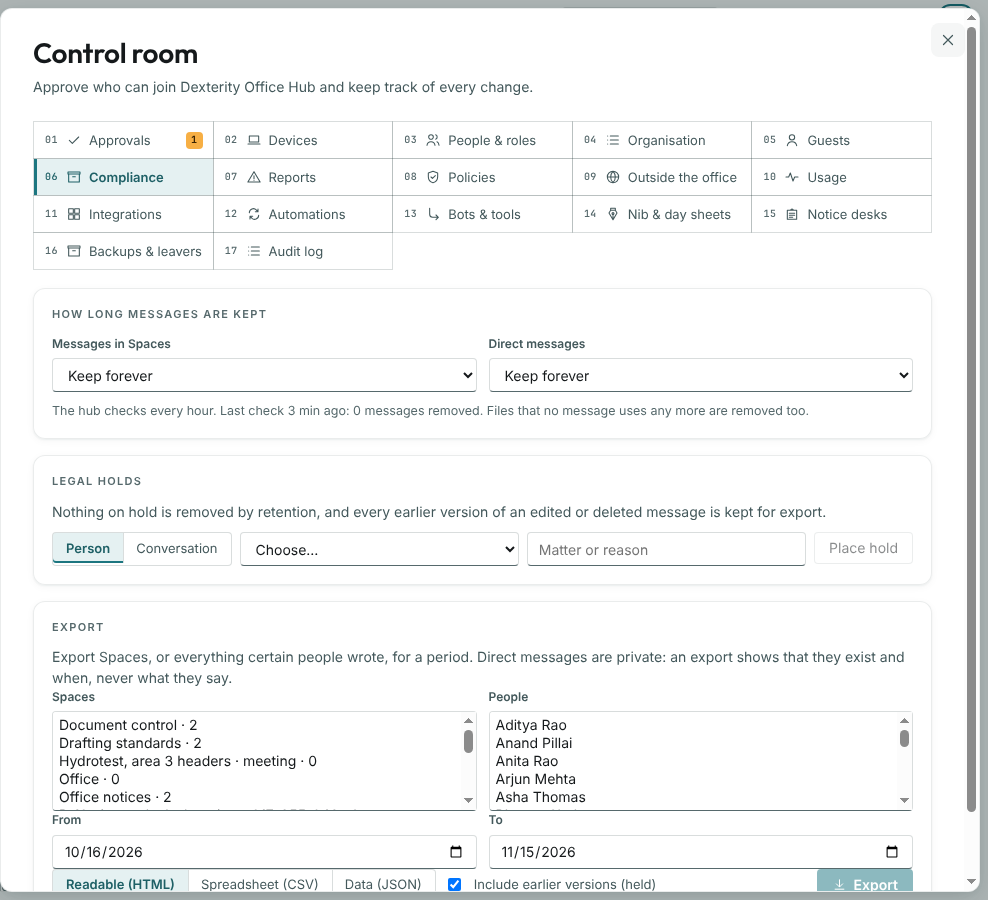 Control room
Approve who can join Dexterity Office Hub and keep track of every change.
01 Approvals 1 02 Devices 03 People & roles 04 Organisation 05 Guests
06 Compliance 07 Reports 08 Policies 09 Outside the office 10 Usage
11 Integrations 12 Automations 13 Bots & tools 14 Nib & day sheets 15 Notice desks
16 Backups & leavers 17 Audit log
HOW LONG MESSAGES ARE KEPT
Messages in Spaces Direct messages
Keep forever Keep forever
The hub checks every hour. Last check 3 min ago: 0 messages removed. Files that no message uses any more are removed too.
LEGAL HOLDS
Nothing on hold is removed by retention, and every earlier version of an edited or deleted message is kept for export.
Person Conversation Choose... Matter or reason Place hold
EXPORT
Export Spaces, or everything certain people wrote, for a period. Direct messages are private: an export shows that they exist and
when, never what they say.
Spaces People
Document control · 2 Aditya Rao
Drafting standards · 2 Anand Pillai
Hydrotest, area 3 headers · meeting · 0 Anita Rao
Office · 0 Arjun Mehta
Office notices · 2 Asha Thomas
From To
10/16/2026 11/15/2026
Readable (HTML) Spreadsheet (CSV) Data (JSON) Include earlier versions (held) Export